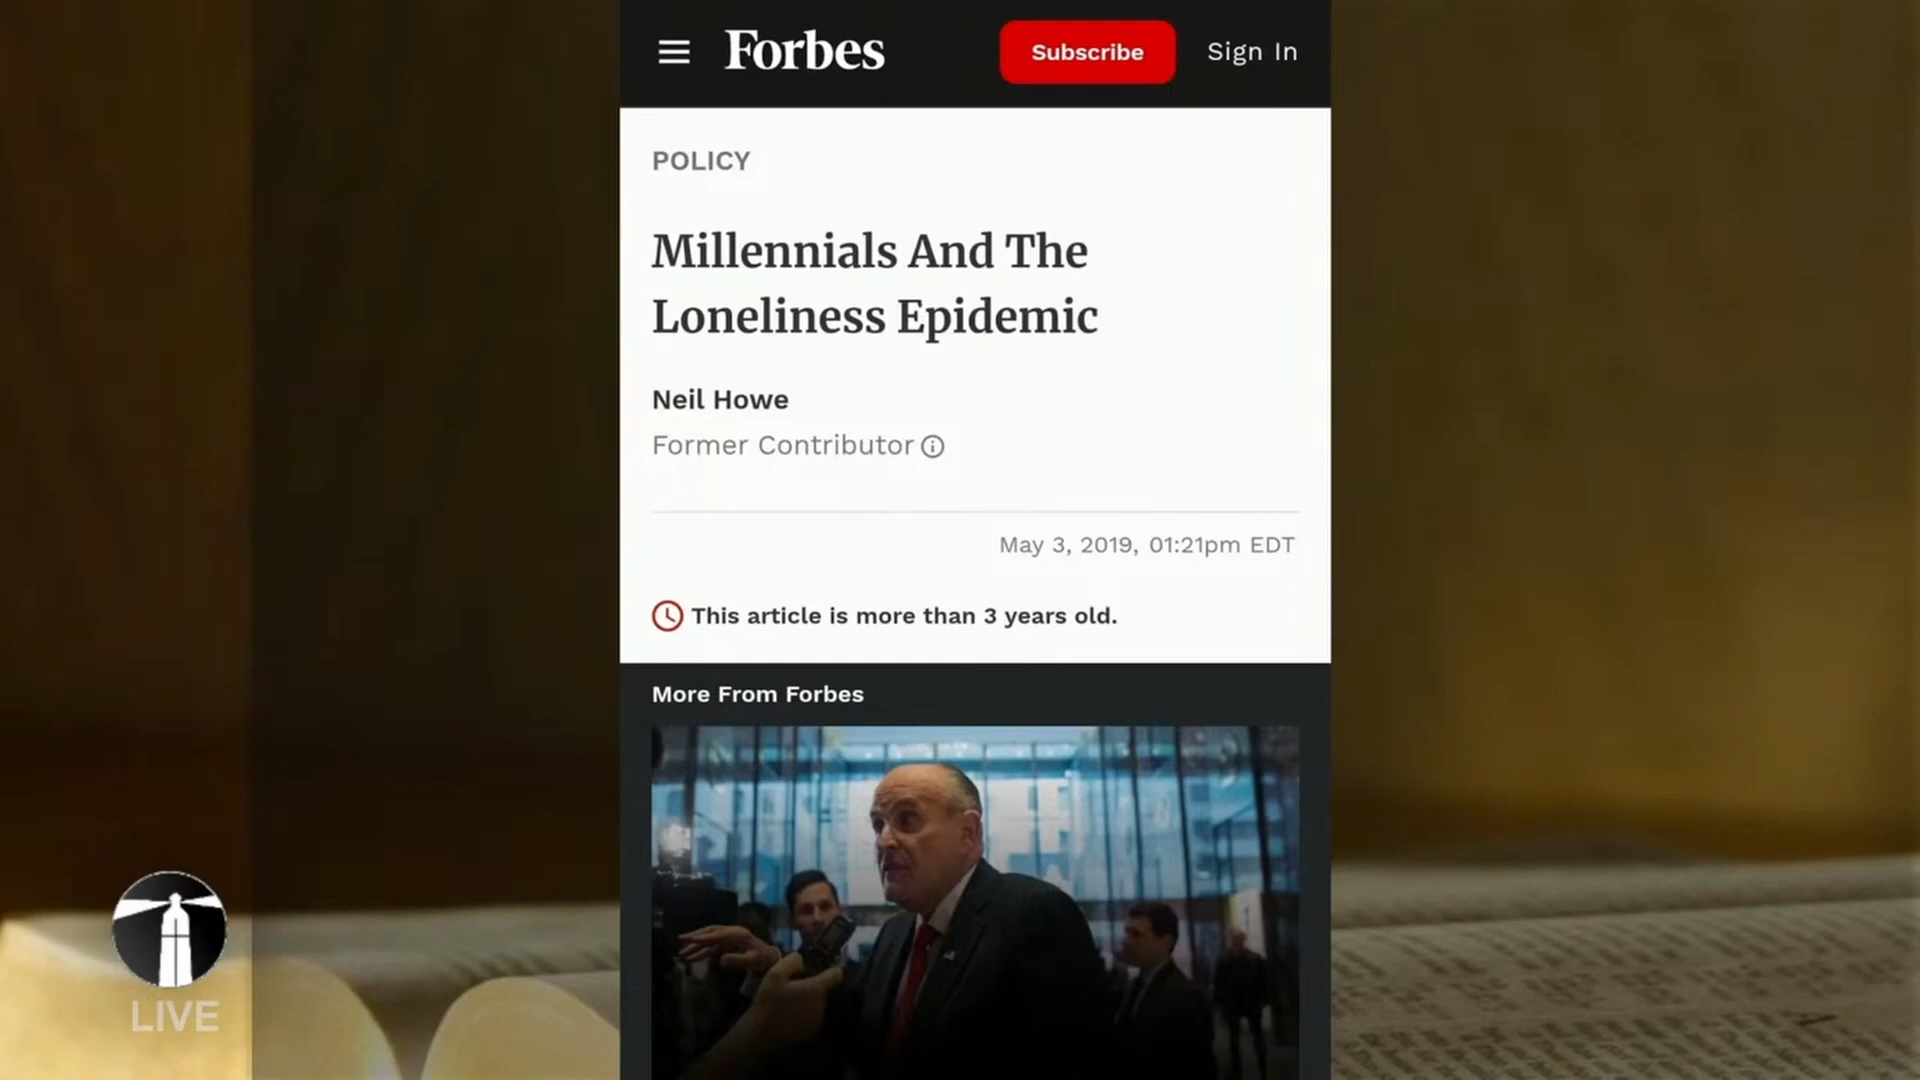 Forbes
Subscribe
Sign In
POLICY
Millennials And The
Loneliness Epidemic
Neil Howe
Former Contributor
May 3, 2019, 01:21pm EDT
This article is more than 3 years old.
More From Forbes
LIVE